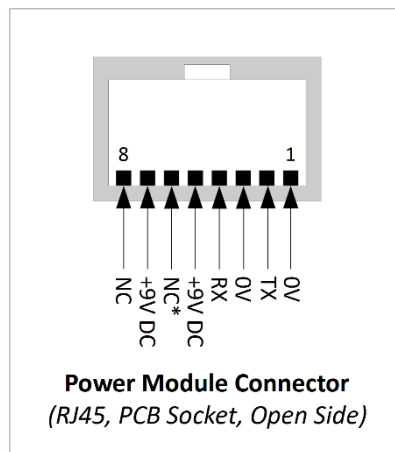 8 1
NC
+9V DC
NC*
+9V DC
RX
0V
TX
0V
Power Module Connector
(RJ45, PCB Socket, Open Side)